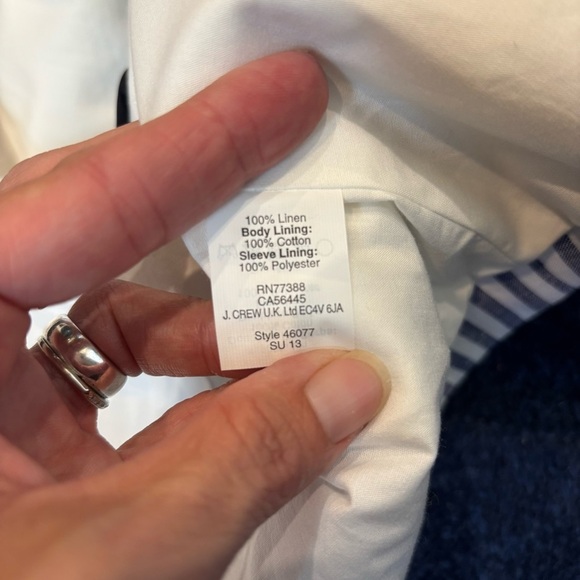 100% Linen
Body Lining:
100% Cotton
Sleeve Lining:
100% Polyester
RN77388
CA56445
J. CREW U.K. Ltd EC4V 6JA
Style 46077
SU 13